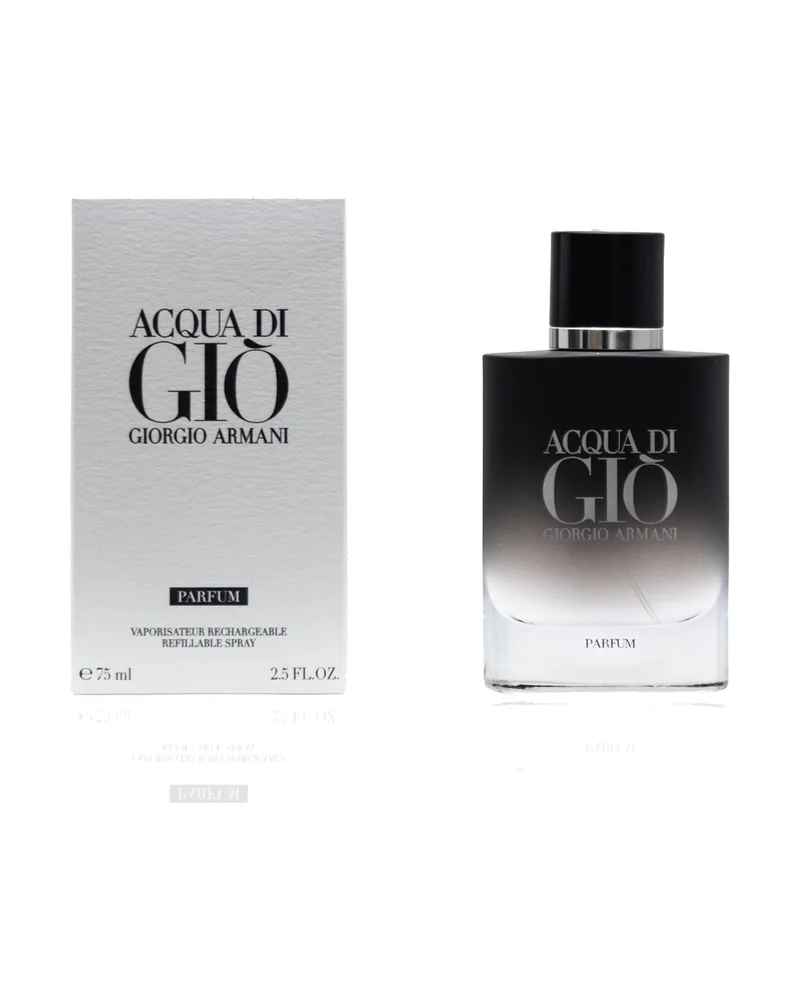 ACQUA DI
GIÒ
GIORGIO ARMANI
PARFUM
VAPORISATEUR RECHARGEABLE
REFILLABLE SPRAY
℮ 75 ml
2.5 FL.OZ.
ACQUA DI
GIÒ
GIORGIO ARMANI
PARFUM